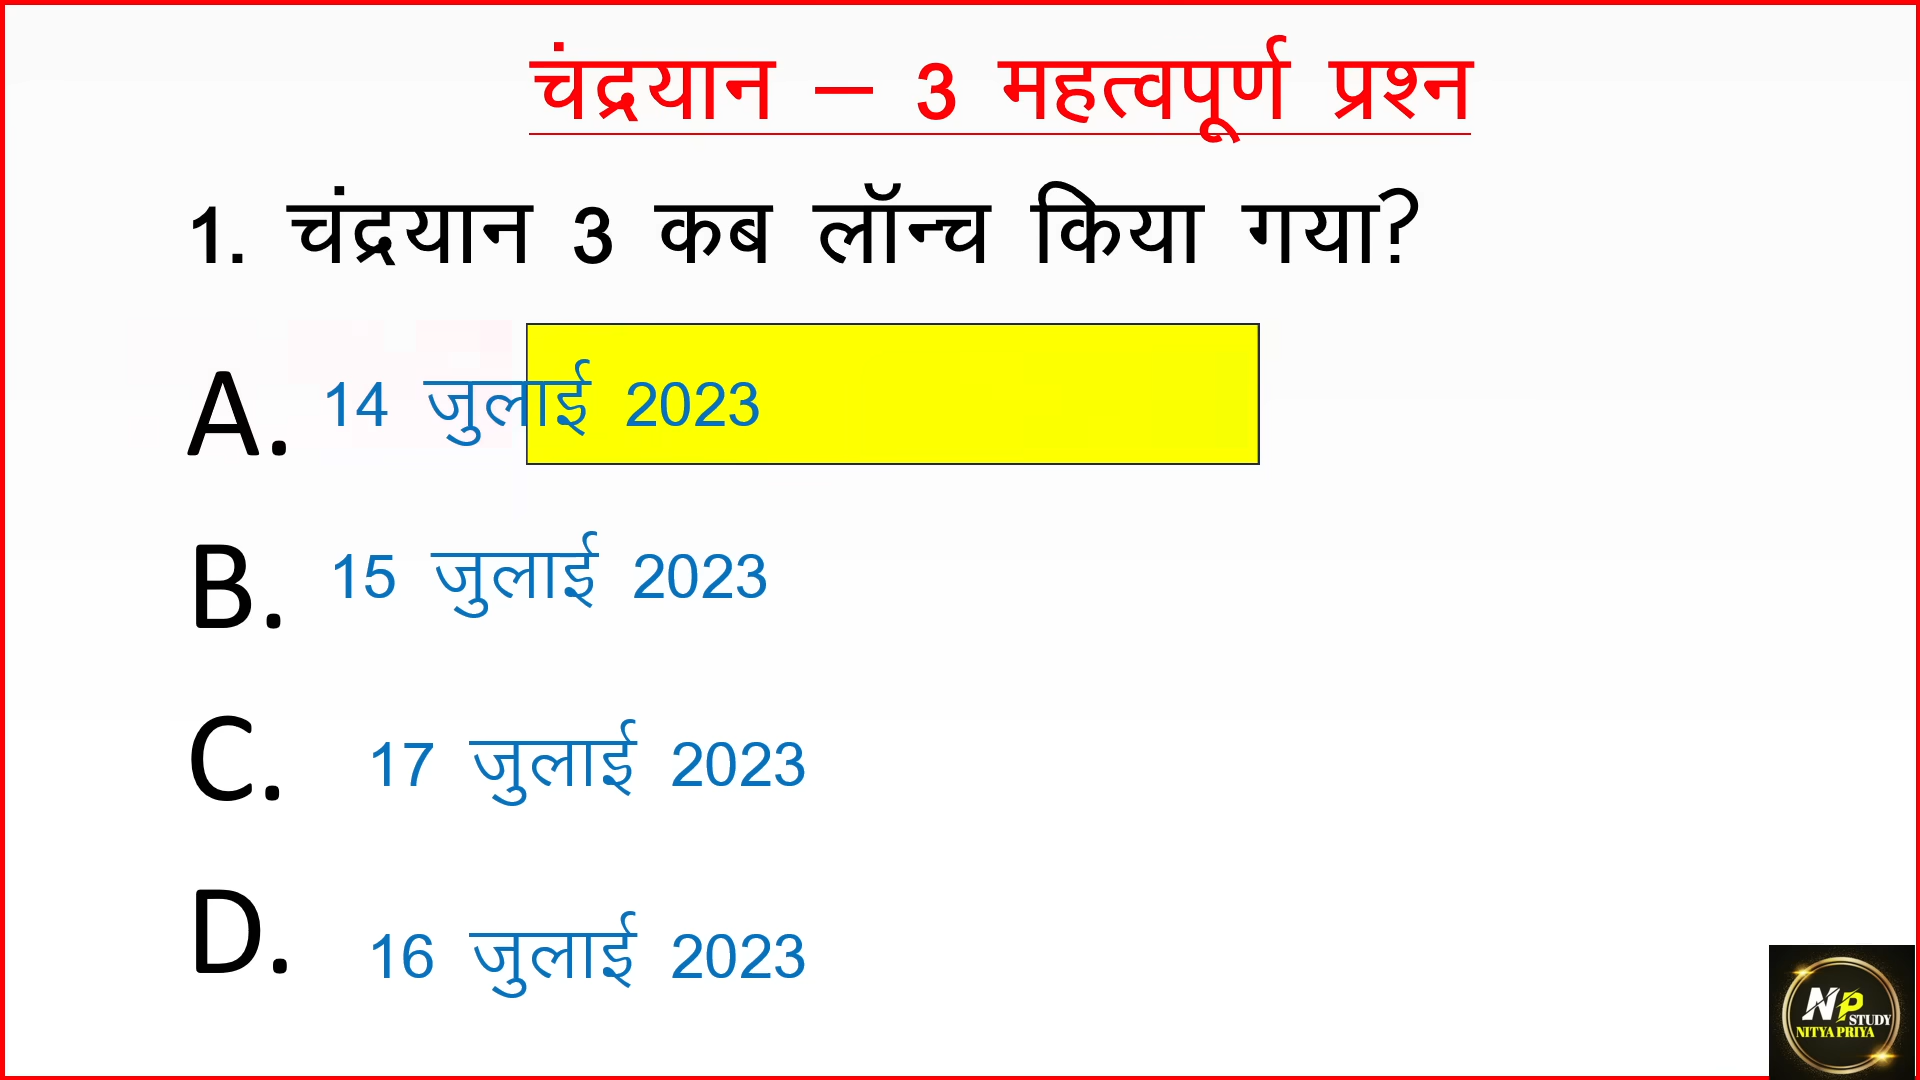 चंद्रयान – 3 महत्वपूर्ण प्रश्न
1. चंद्रयान 3 कब लॉन्च किया गया?
A. 14 जुलाई 2023
B. 15 जुलाई 2023
C. 17 जुलाई 2023
D. 16 जुलाई 2023
NP STUDY
NITYA PRIYA